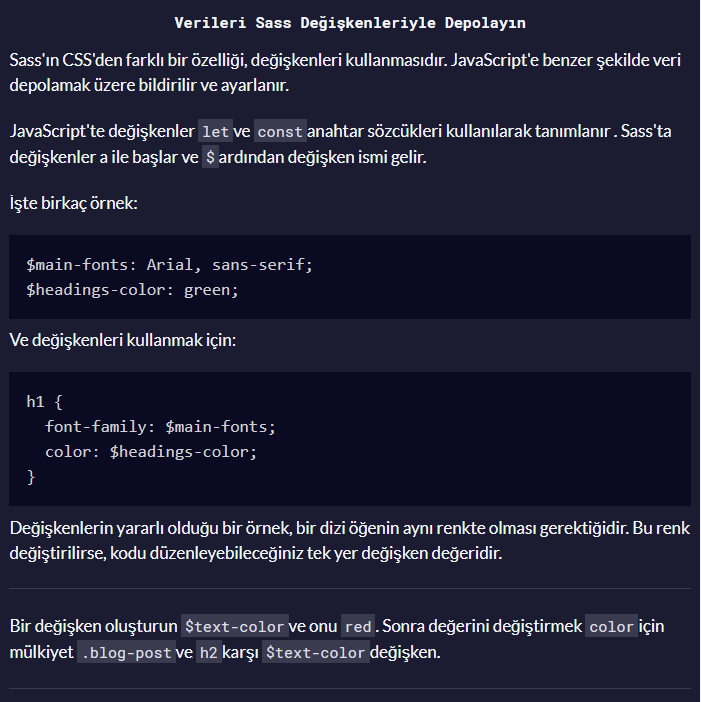 Verileri Sass Değişkenleriyle Depolayın
Sass'ın CSS'den farklı bir özelliği, değişkenleri kullanmasıdır. JavaScript'e benzer şekilde veri
depolamak üzere bildirilir ve ayarlanır.
JavaScript'te değişkenler let ve const anahtar sözcükleri kullanılarak tanımlanır . Sass'ta
değişkenler a ile başlar ve $ ardından değişken ismi gelir.
İşte birkaç örnek:
$main-fonts: Arial, sans-serif;
$headings-color: green;
Ve değişkenleri kullanmak için:
h1 {
  font-family: $main-fonts;
  color: $headings-color;
}
Değişkenlerin yararlı olduğu bir örnek, bir dizi öğenin aynı renkte olması gerektiğidir. Bu renk
değiştirilirse, kodu düzenleyebileceğiniz tek yer değişken değeridir.
Bir değişken oluşturun $text-color ve onu red . Sonra değerini değiştirmek color için
mülkiyet .blog-post ve h2 karşı $text-color değişken.